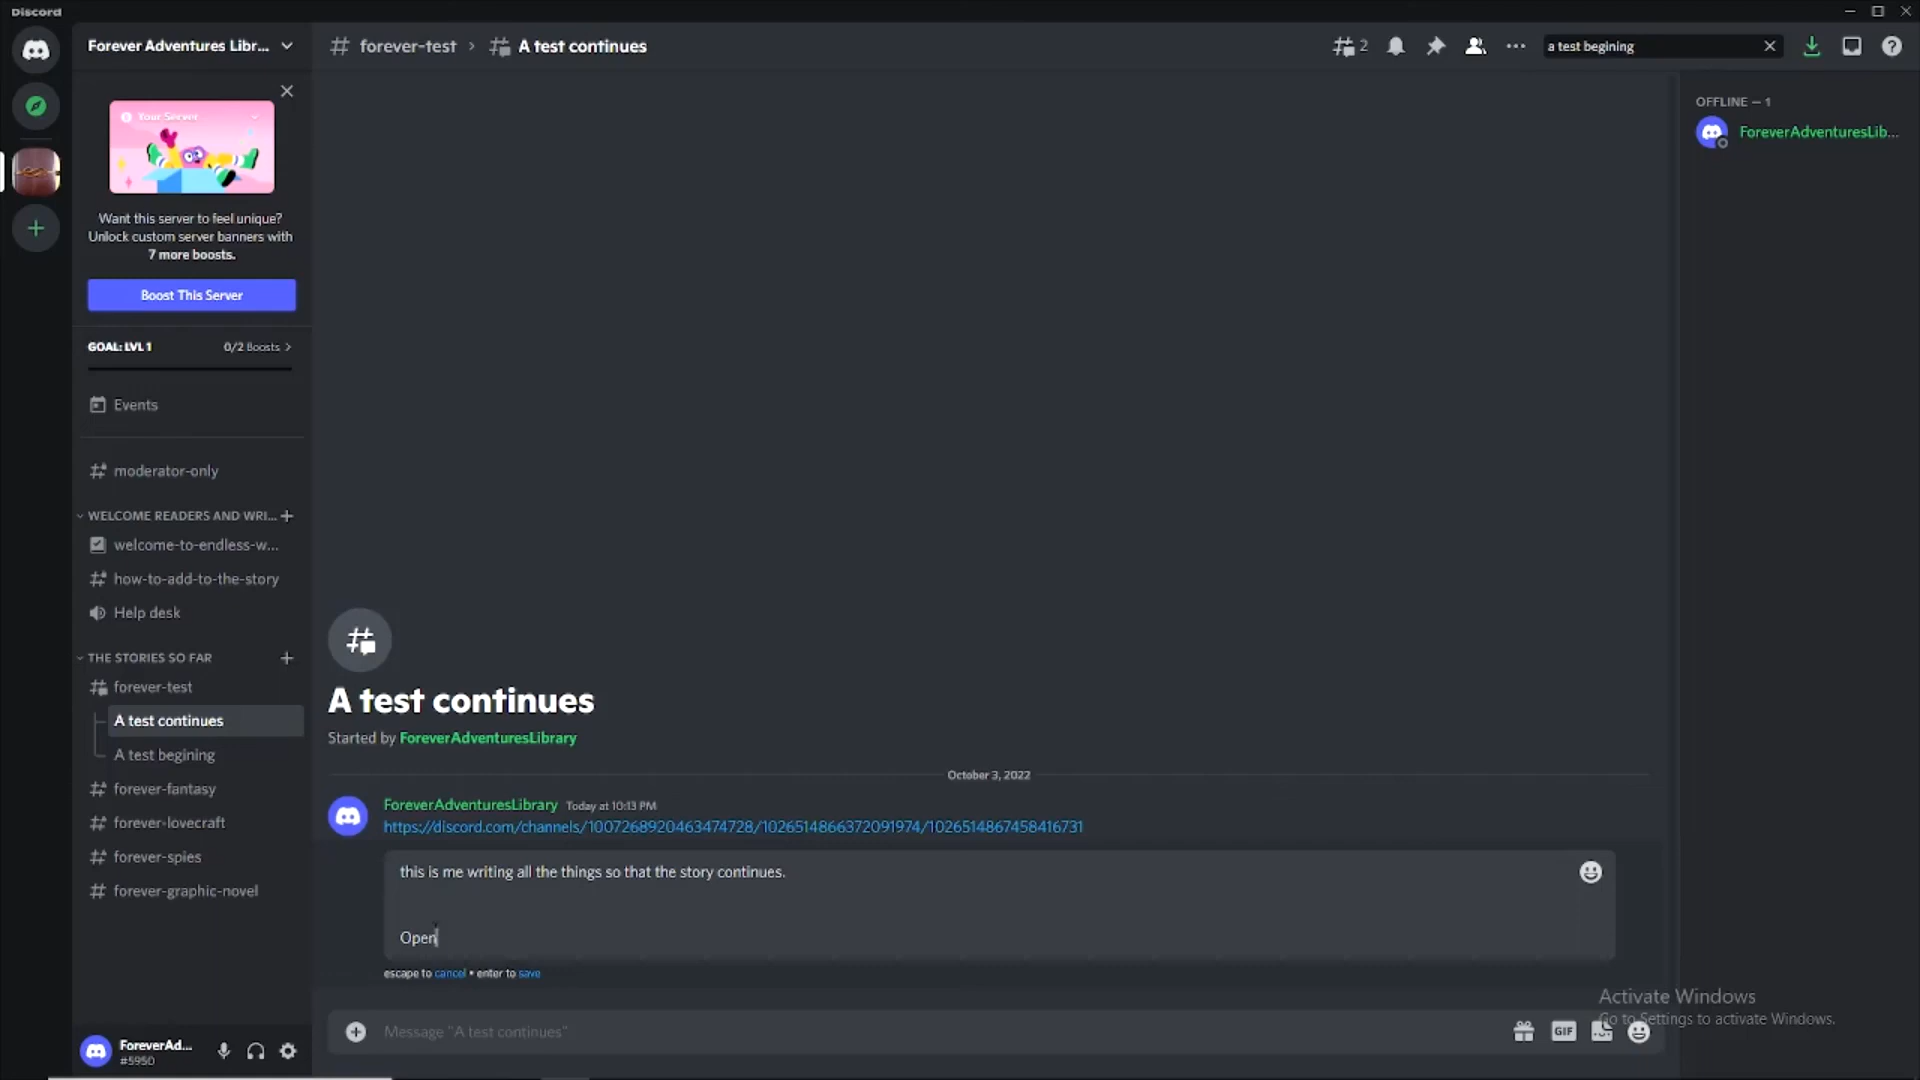 Discord
Forever Adventures Libr...
forever-test
A test continues
2
a test begining
Your Server
Want this server to feel unique?
Unlock custom server banners with
7 more boosts.
Boost This Server
GOAL: LVL 1
0/2 Boosts
Events
moderator-only
WELCOME READERS AND WRI...
welcome-to-endless-w...
how-to-add-to-the-story
Help desk
THE STORIES SO FAR
forever-test
A test continues
A test begining
forever-fantasy
forever-lovecraft
forever-spies
forever-graphic-novel
ForeverAd...
#5950
A test continues
Started by ForeverAdventuresLibrary
October 3, 2022
ForeverAdventuresLibrary Today at 10:13 PM
https://discord.com/channels/1007268920463474728/1026514866372091974/1026514867458416731
this is me writing all the things so that the story continues.
Open
escape to cancel • enter to save
Message "A test continues"
GIF
OFFLINE — 1
ForeverAdventuresLib...
Activate Windows
Go to Settings to activate Windows.